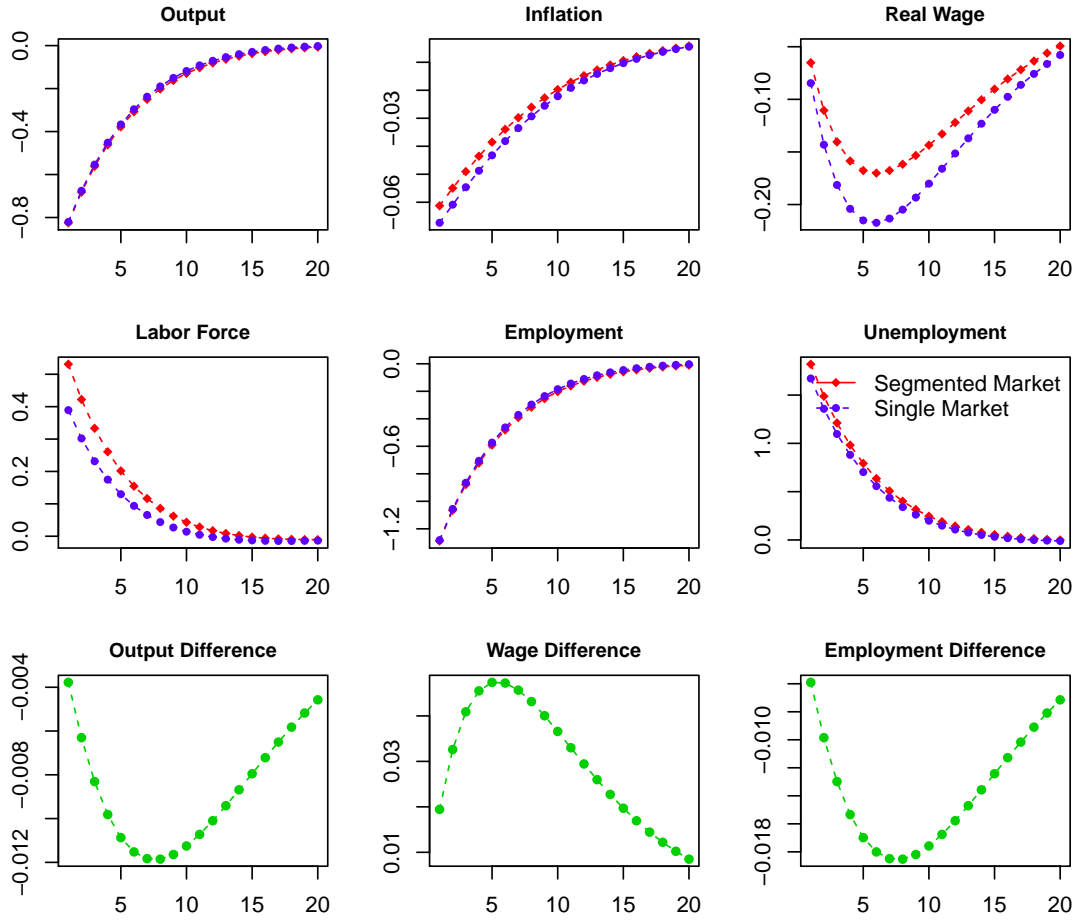 Output
Inflation
Real Wage
0.0
−0.4
−0.8
5 10 15 20
−0.03
−0.06
5 10 15 20
−0.10
−0.20
5 10 15 20
Labor Force
Employment
Unemployment
0.4
0.2
0.0
5 10 15 20
0.0
−0.6
−1.2
5 10 15 20
1.0
0.0
Segmented Market
Single Market
5 10 15 20
Output Difference
Wage Difference
Employment Difference
−0.004
−0.008
−0.012
5 10 15 20
0.03
0.01
5 10 15 20
−0.010
−0.018
5 10 15 20